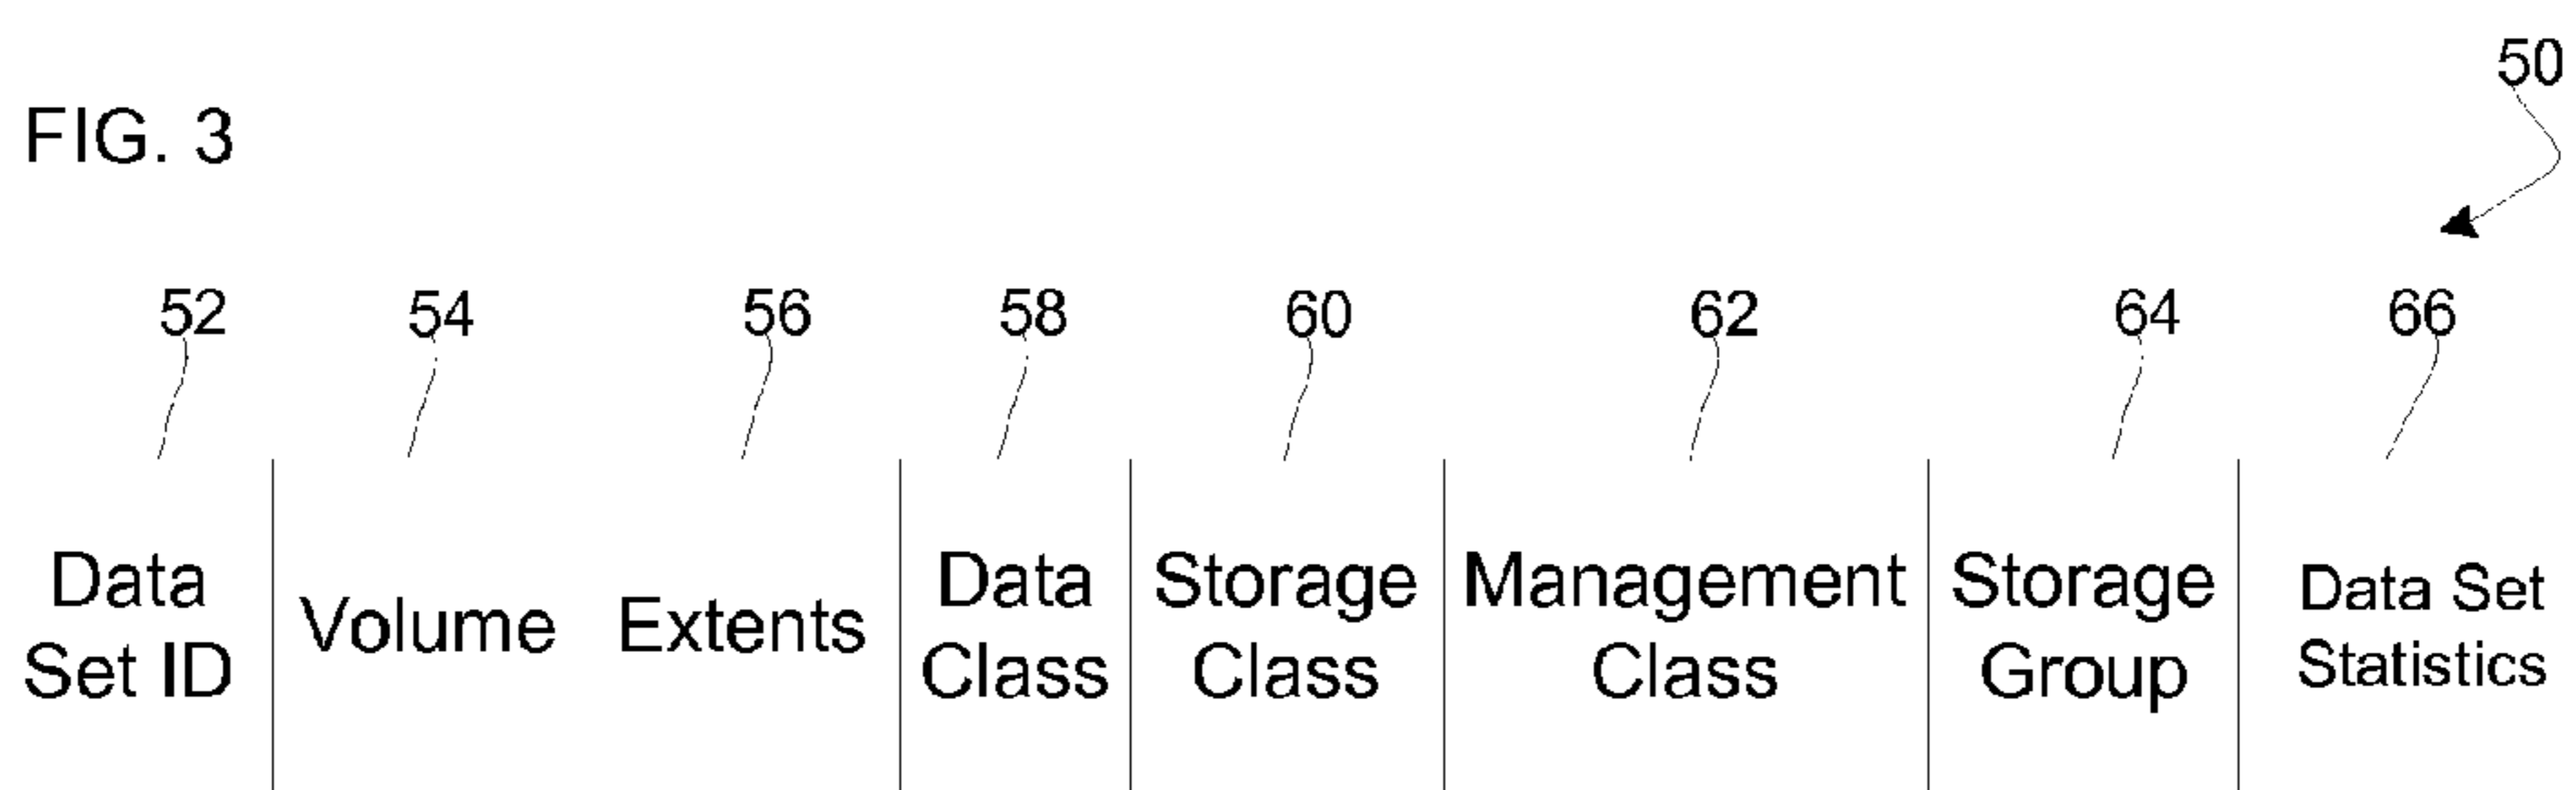 50
FIG. 3
52 54 56 58 60 62 64 66
Data Set ID
Volume
Extents
Data Class
Storage Class
Management Class
Storage Group
Data Set Statistics